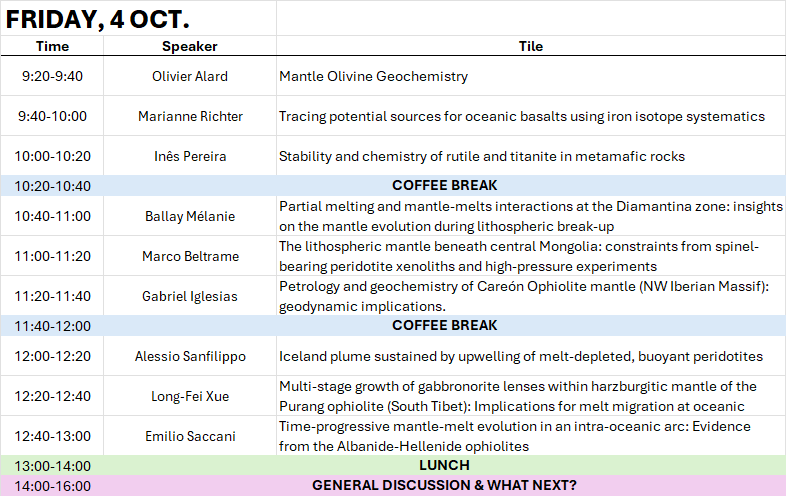 FRIDAY, 4 OCT.
Time Speaker Tile
9:20-9:40 Olivier Alard Mantle Olivine Geochemistry
9:40-10:00 Marianne Richter Tracing potential sources for oceanic basalts using iron isotope systematics
10:00-10:20 Inês Pereira Stability and chemistry of rutile and titanite in metamafic rocks
10:20-10:40 COFFEE BREAK
10:40-11:00 Ballay Mélanie Partial melting and mantle-melts interactions at the Diamantina zone: insights
on the mantle evolution during lithospheric break-up
11:00-11:20 Marco Beltrame The lithospheric mantle beneath central Mongolia: constraints from spinel-
bearing peridotite xenoliths and high-pressure experiments
11:20-11:40 Gabriel Iglesias Petrology and geochemistry of Careón Ophiolite mantle (NW Iberian Massif):
geodynamic implications.
11:40-12:00 COFFEE BREAK
12:00-12:20 Alessio Sanfilippo Iceland plume sustained by upwelling of melt-depleted, buoyant peridotites
12:20-12:40 Long-Fei Xue Multi-stage growth of gabbronorite lenses within harzburgitic mantle of the
Purang ophiolite (South Tibet): Implications for melt migration at oceanic
12:40-13:00 Emilio Saccani Time-progressive mantle-melt evolution in an intra-oceanic arc: Evidence
from the Albanide-Hellenide ophiolites
13:00-14:00 LUNCH
14:00-16:00 GENERAL DISCUSSION & WHAT NEXT?